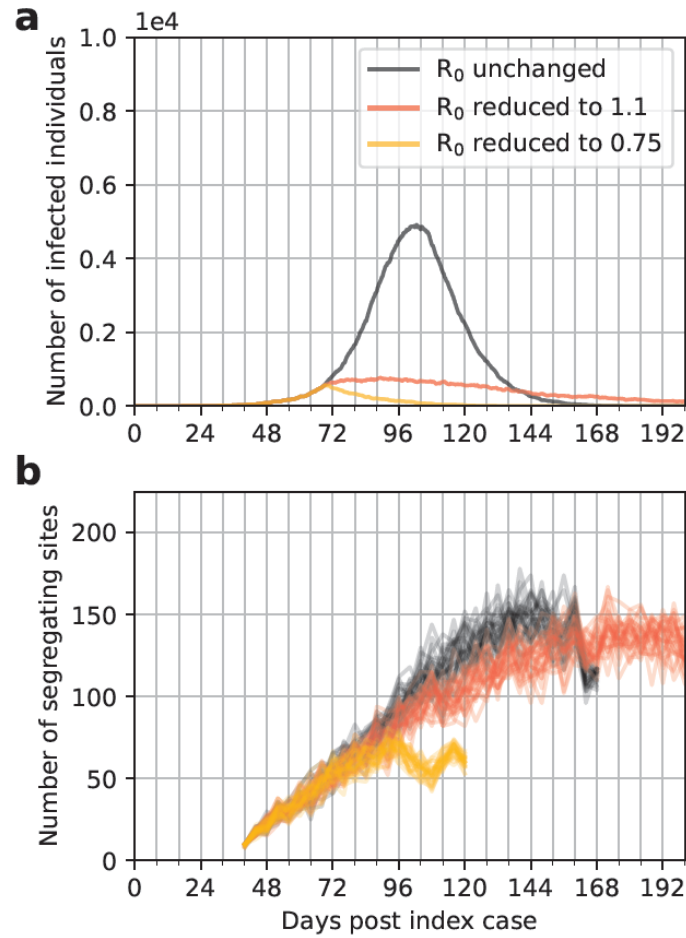 a
1e4
1.0
0.8
0.6
0.4
0.2
0.0
Number of infected individuals
R₀ unchanged
R₀ reduced to 1.1
R₀ reduced to 0.75
0 24 48 72 96 120 144 168 192
b
200
150
100
50
0
Number of segregating sites
0 24 48 72 96 120 144 168 192
Days post index case